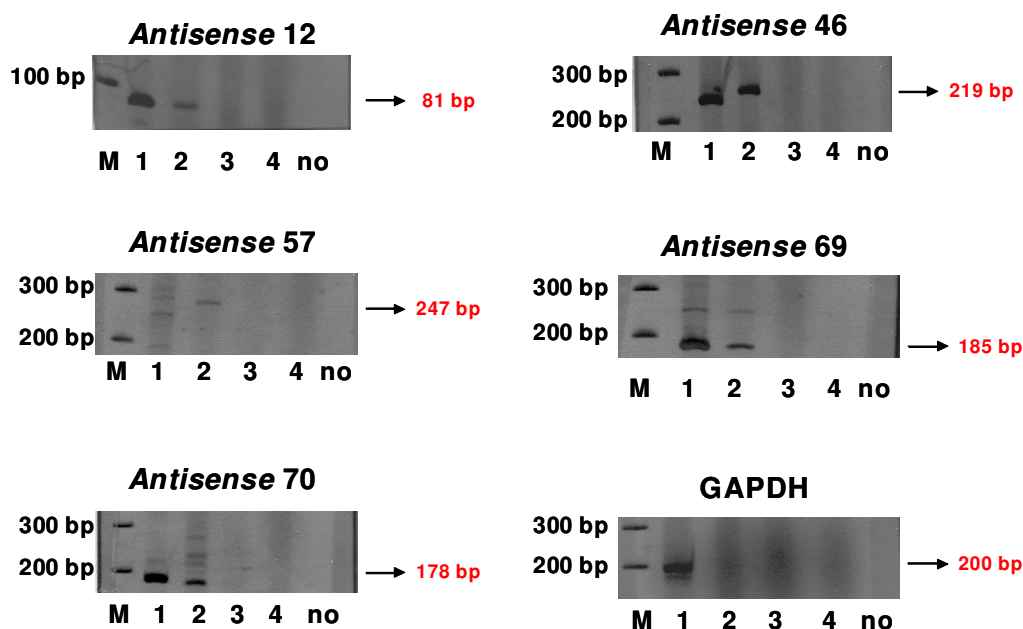 Antisense 12
100 bp
81 bp
M 1 2 3 4 no
Antisense 46
300 bp
200 bp
219 bp
M 1 2 3 4 no
Antisense 57
300 bp
200 bp
247 bp
M 1 2 3 4 no
Antisense 69
300 bp
200 bp
185 bp
M 1 2 3 4 no
Antisense 70
300 bp
200 bp
178 bp
M 1 2 3 4 no
GAPDH
300 bp
200 bp
200 bp
M 1 2 3 4 no